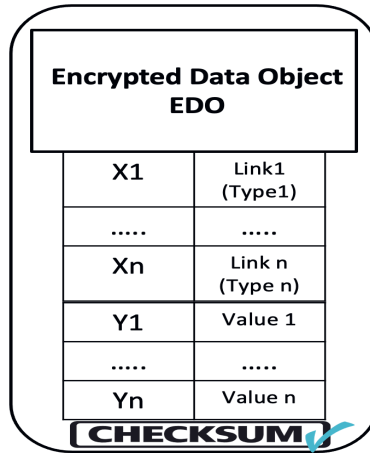 Encrypted Data Object
EDO
X1 Link1
(Type1)
..... .....
Xn Link n
(Type n)
Y1 Value 1
..... .....
Yn Value n
[CHECKSUM]